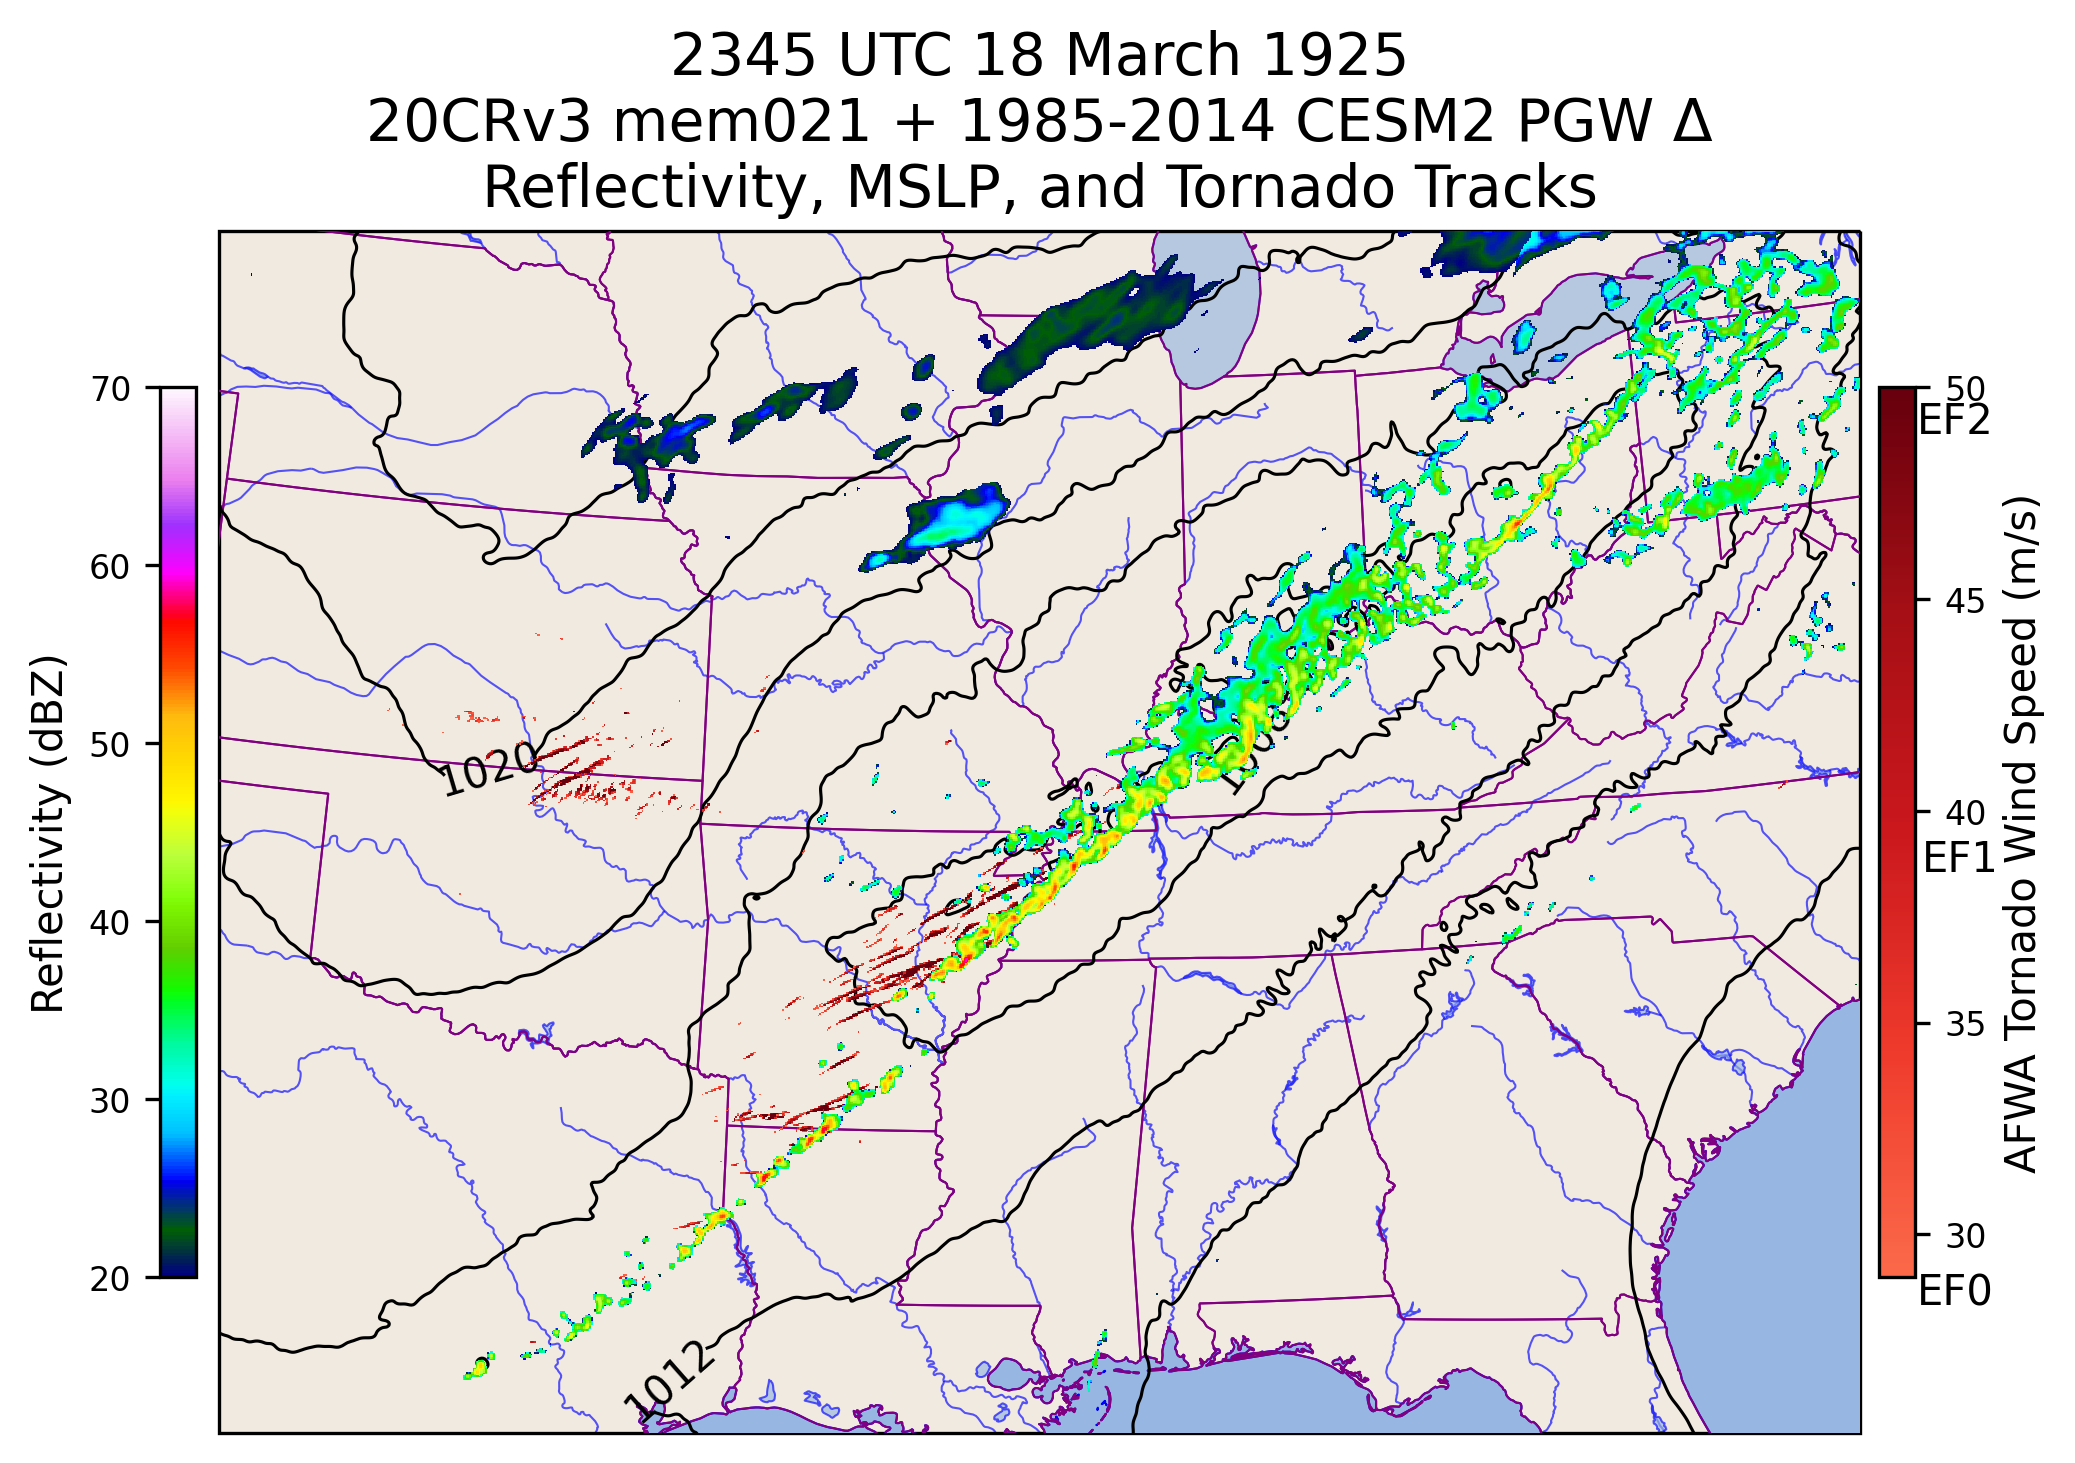 2345 UTC 18 March 1925
20CRv3 mem021 + 1985-2014 CESM2 PGW Δ
Reflectivity, MSLP, and Tornado Tracks
70
60
50
40
30
20
Reflectivity (dBZ)
1020
1012
50
EF2
45
40
EF1
35
30
EF0
AFWA Tornado Wind Speed (m/s)